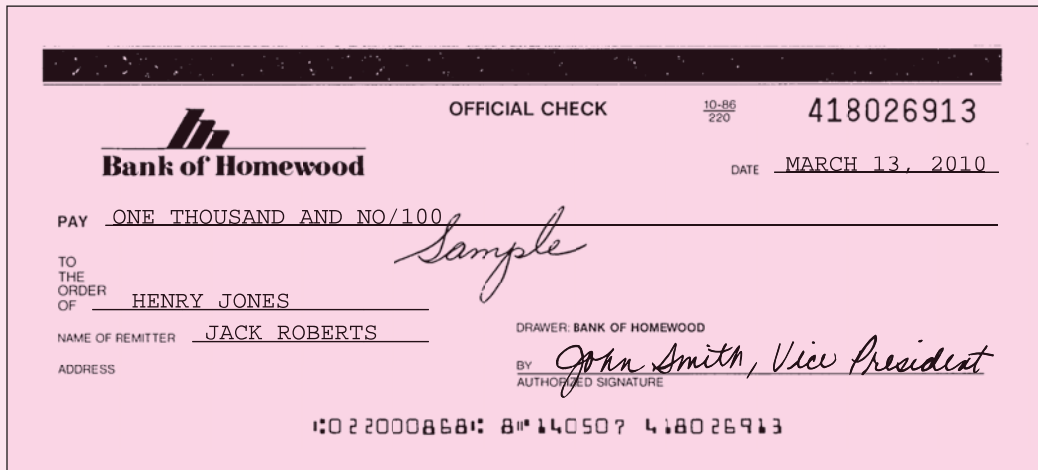 OFFICIAL CHECK 10-86 418026913
220
Bank of Homewood
DATE MARCH 13, 2010
PAY ONE THOUSAND AND NO/100
Sample
TO
THE
ORDER
OF HENRY JONES
NAME OF REMITTER JACK ROBERTS
DRAWER: BANK OF HOMEWOOD
ADDRESS
BY John Smith, Vice President
AUTHORIZED SIGNATURE
⑆022000868⑆ 8⑈140507 418026913